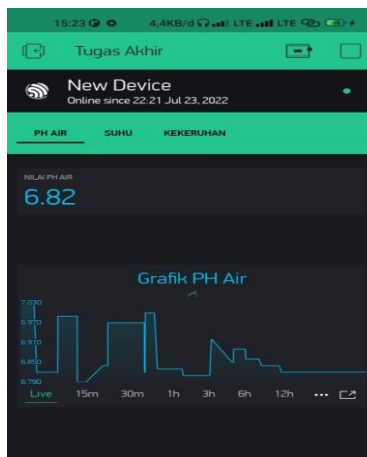 15:23 4,4KB/d LTE LTE
Tugas Akhir
New Device
Online since 22:21 Jul 23, 2022
PH AIR SUHU KEKERUHAN
NILAI PH AIR
6.82
Grafik PH Air
7.030
6.970
6.910
6.850
6.790
Live 15m 30m 1h 3h 6h 12h ...